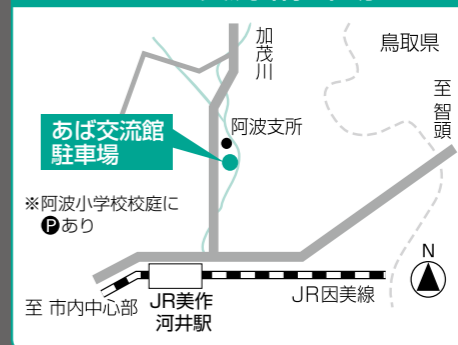 加茂川
鳥取県
至 智頭
阿波支所
あば交流館
駐車場
※阿波小学校校庭に
Pあり
N
JR因美線
至 市内中心部
JR美作
河井駅